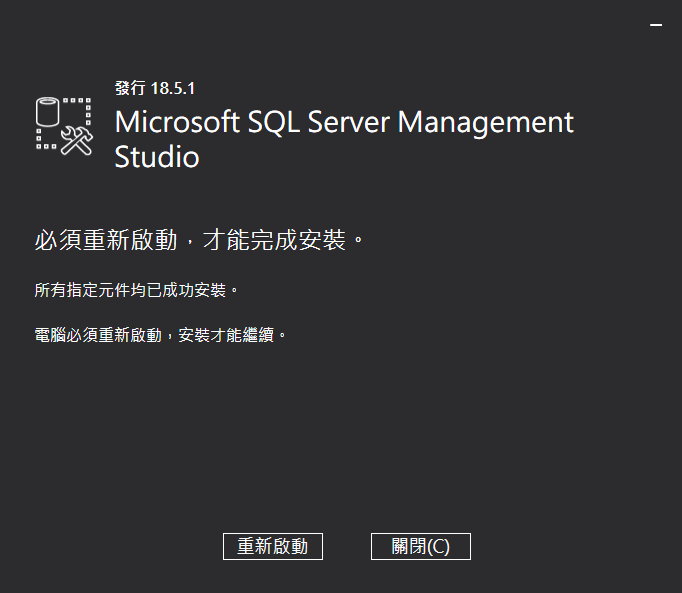 發行 18.5.1
Microsoft SQL Server Management
Studio
必須重新啟動，才能完成安裝。
所有指定元件均已成功安裝。
電腦必須重新啟動，安裝才能繼續。
重新啟動
關閉(C)